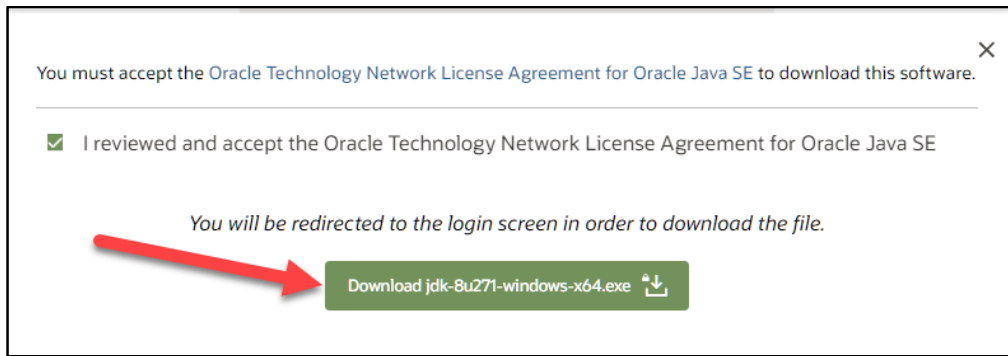 You must accept the Oracle Technology Network License Agreement for Oracle Java SE to download this software.
I reviewed and accept the Oracle Technology Network License Agreement for Oracle Java SE
You will be redirected to the login screen in order to download the file.
Download jdk-8u271-windows-x64.exe